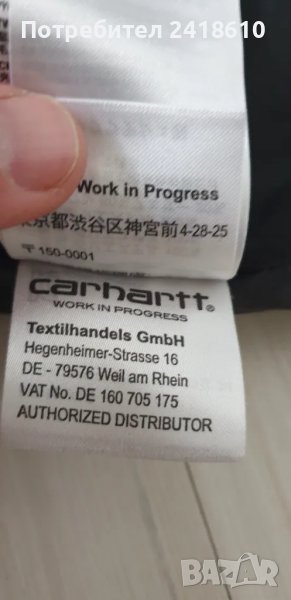 Потребител 2418610
Work in Progress
京都渋谷区神宮前4-28-25
〒150-0001
carhartt®
WORK IN PROGRESS
Textilhandels GmbH
Hegenheimer-Strasse 16
DE - 79576 Weil am Rhein
VAT No. DE 160 705 175
AUTHORIZED DISTRIBUTOR
BAZAR